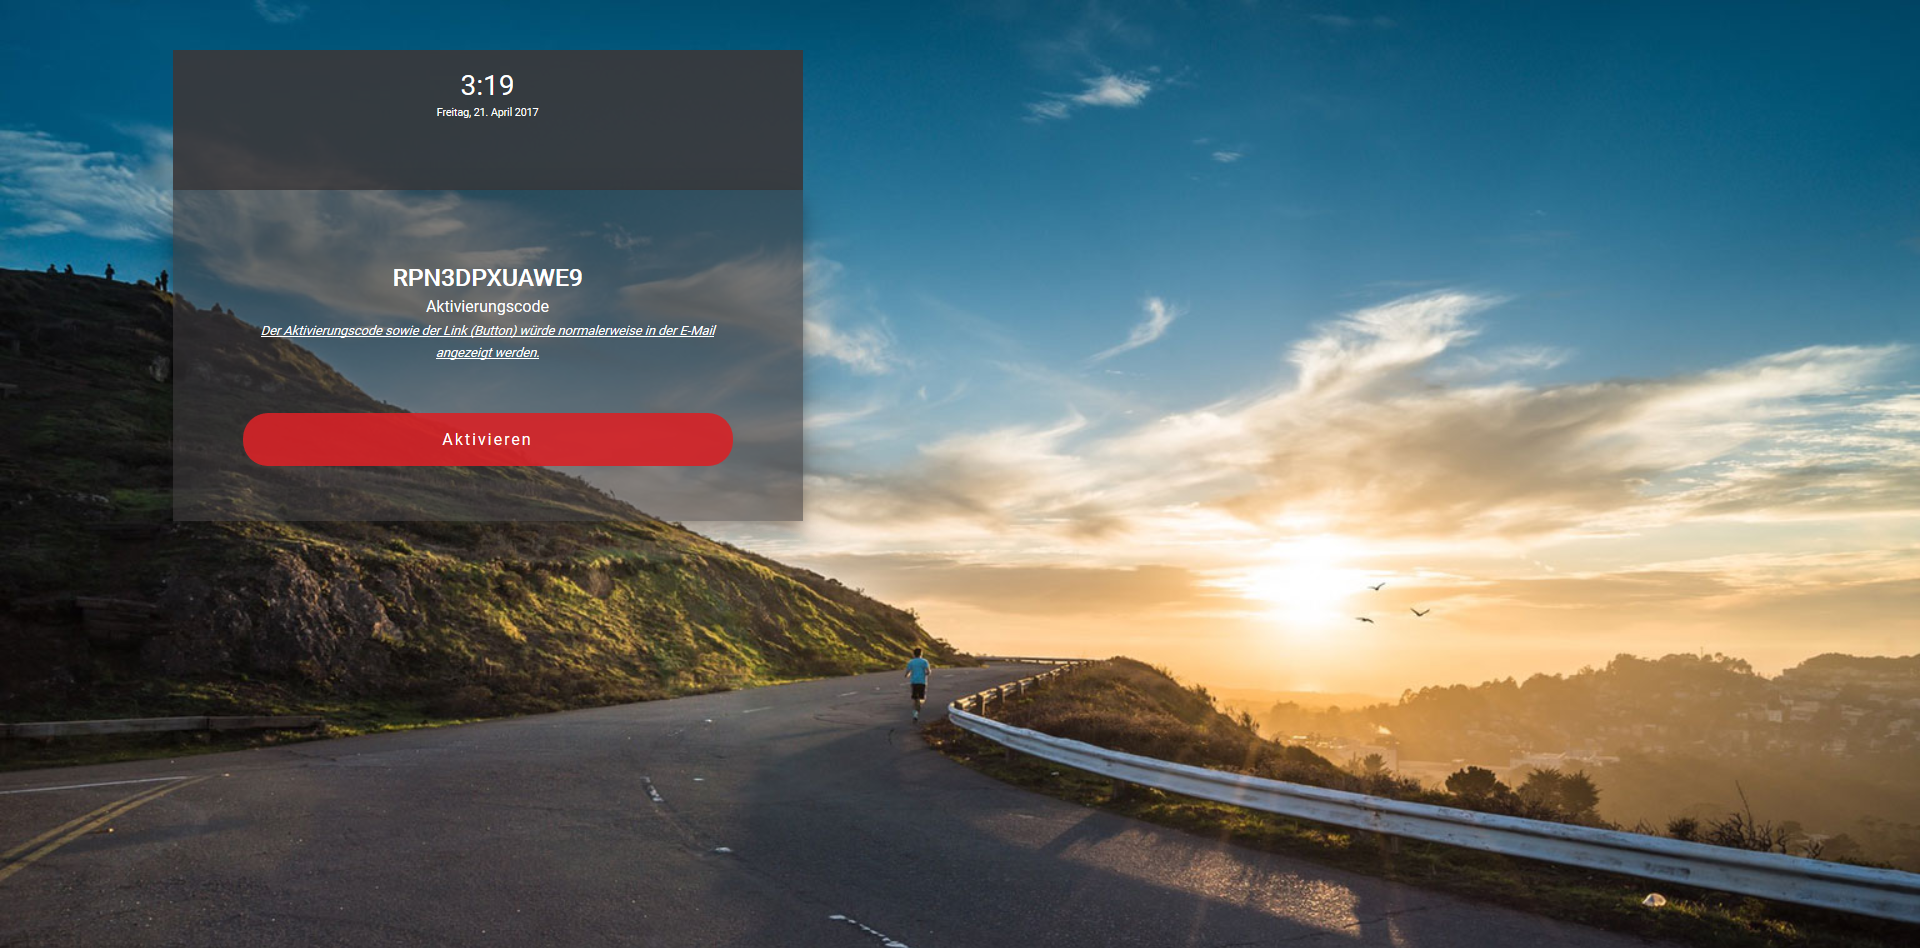 3:19
Freitag, 21. April 2017
RPN3DPXUAWE9
Aktivierungscode
Der Aktivierungscode sowie der Link (Button) würde normalerweise in der E-Mail
angezeigt werden.
Aktivieren